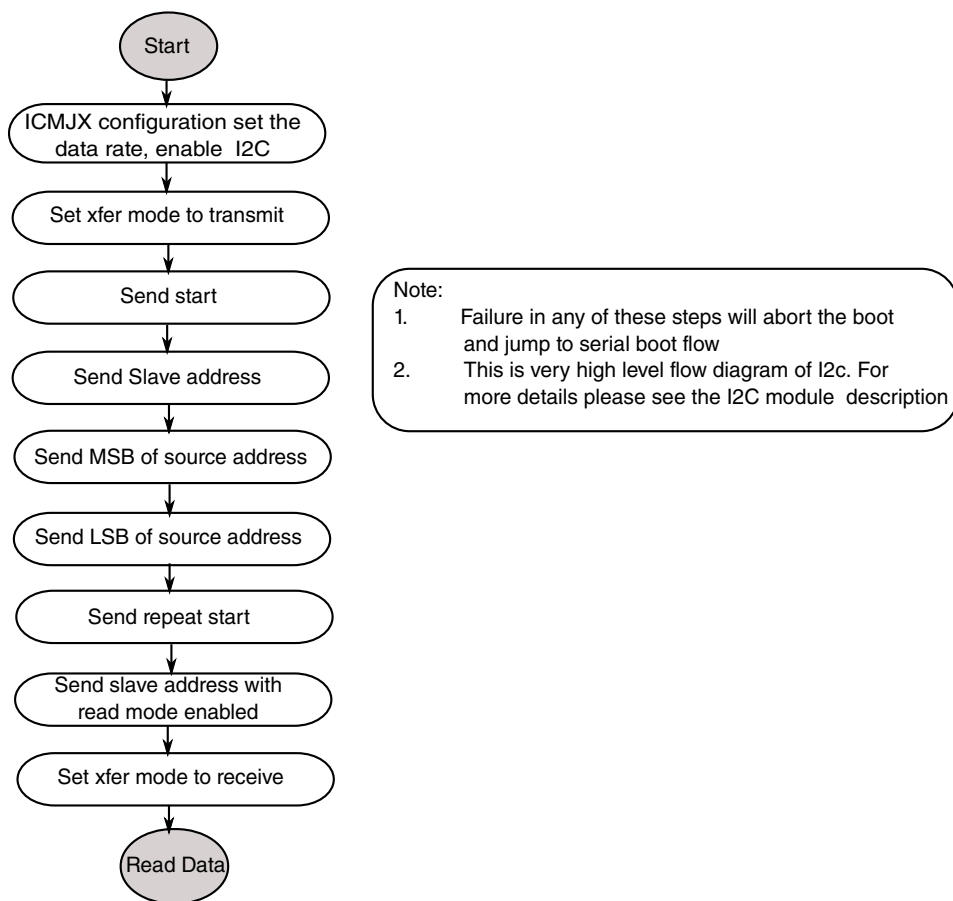 Start
ICMJX configuration set the
data rate, enable I2C
Set xfer mode to transmit
Send start
Send Slave address
Send MSB of source address
Send LSB of source address
Send repeat start
Send slave address with
read mode enabled
Set xfer mode to receive
Read Data
Note:
1. Failure in any of these steps will abort the boot
and jump to serial boot flow
2. This is very high level flow diagram of I2c. For
more details please see the I2C module description